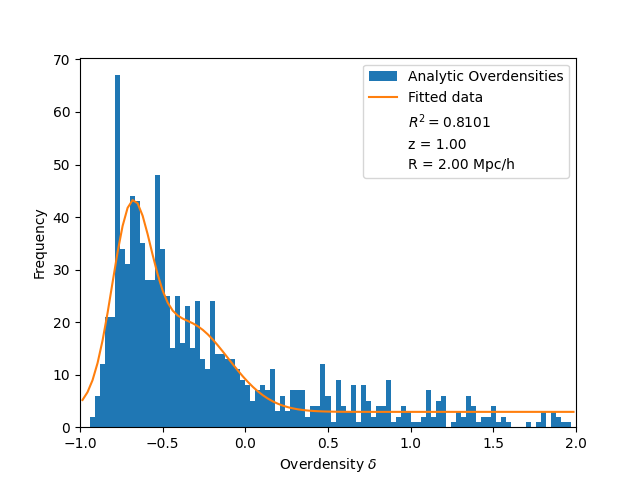 70
60
50
40
30
20
10
0
Frequency
Analytic Overdensities
Fitted data
R² = 0.8101
z = 1.00
R = 2.00 Mpc/h
−1.0 −0.5 0.0 0.5 1.0 1.5 2.0
Overdensity δ